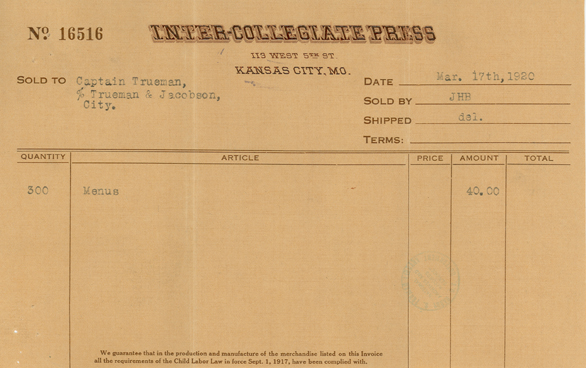 No 16516
INTER-COLLEGIATE PRESS
113 WEST 5TH ST.
KANSAS CITY, MO.
SOLD TO Captain Trueman,
℅ Trueman & Jacobson,
City.
DATE Mar. 17th, 1920
SOLD BY JHB
SHIPPED del.
TERMS:
QUANTITY ARTICLE PRICE AMOUNT TOTAL
300 Menus 40.00
We guarantee that in the production and manufacture of the merchandise listed on this Invoice
all the requirements of the Child Labor Law in force Sept. 1, 1917, have been complied with.